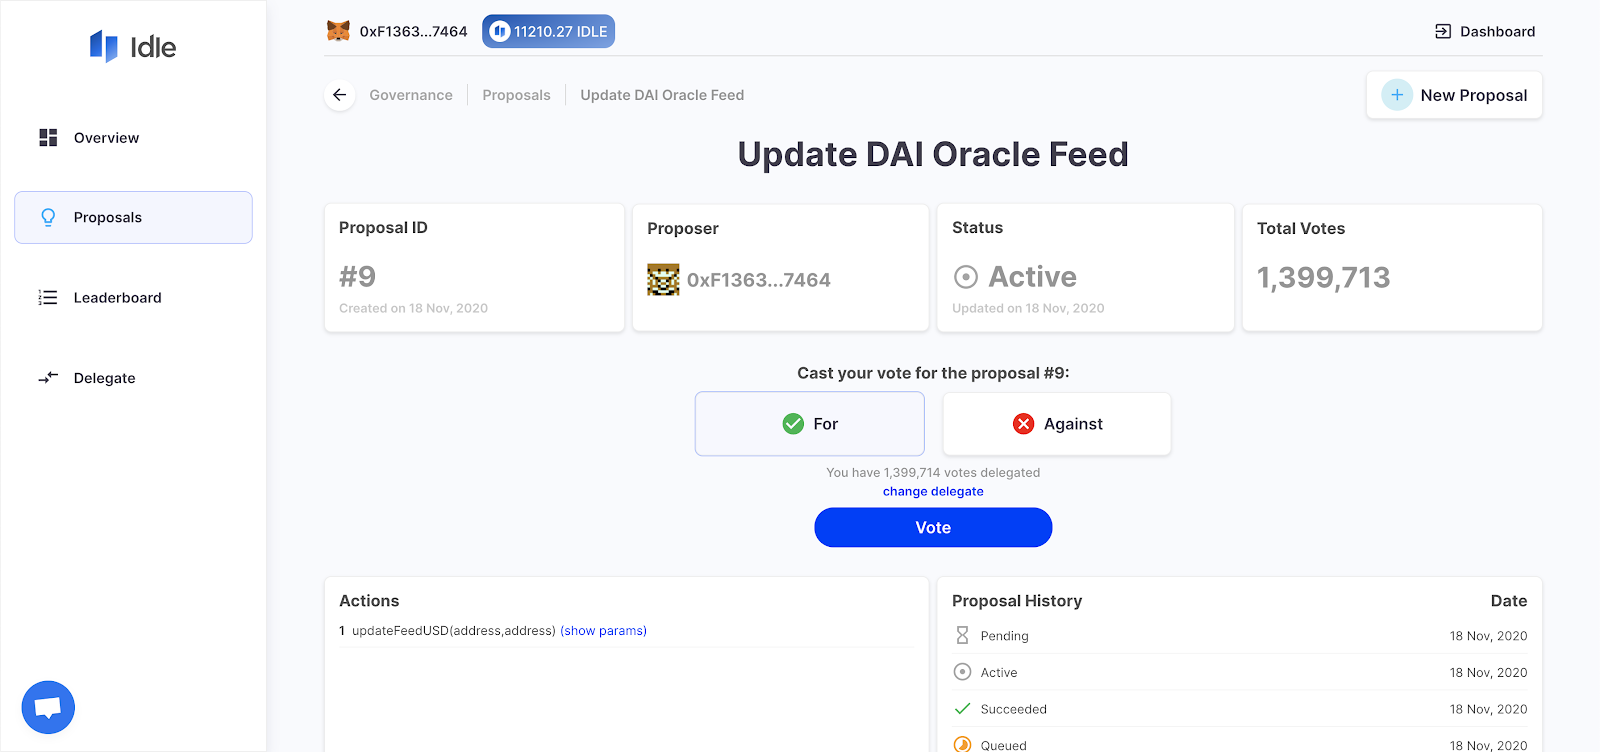 Idle
Overview
Proposals
Leaderboard
Delegate
0xF1363...7464
11210.27 IDLE
Dashboard
Governance
Proposals
Update DAI Oracle Feed
New Proposal
Update DAI Oracle Feed
Proposal ID
#9
Created on 18 Nov, 2020
Proposer
0xF1363...7464
Status
Active
Updated on 18 Nov, 2020
Total Votes
1,399,713
Cast your vote for the proposal #9:
For
Against
You have 1,399,714 votes delegated
change delegate
Vote
Actions
1 updateFeedUSD(address,address) (show params)
Proposal History Date
Pending 18 Nov, 2020
Active 18 Nov, 2020
Succeeded 18 Nov, 2020
Queued 18 Nov, 2020